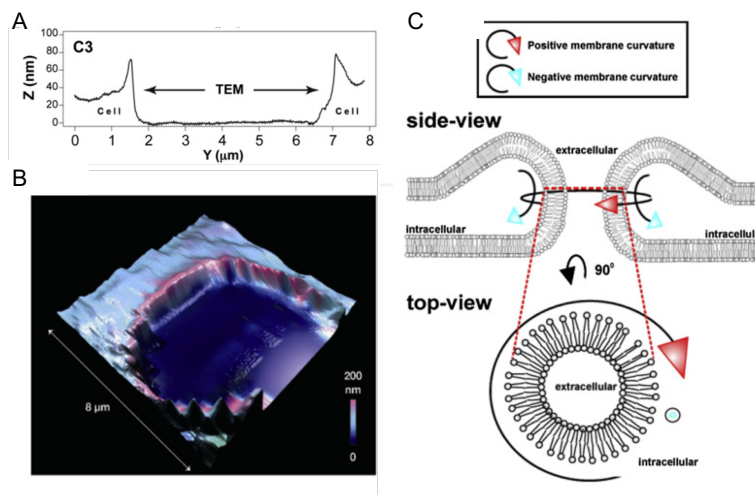 A
C3
Z (nm)
100
80
60
40
20
0
TEM
Cell
Cell
0 1 2 3 4 5 6 7 8
Y (μm)
B
8 μm
200
nm
0
C
Positive membrane curvature
Negative membrane curvature
side-view
extracellular
intracellular
intracellul
90°
top-view
extracellular
intracellular